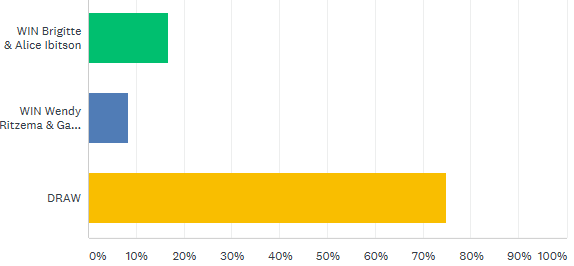 WIN Brigitte
& Alice Ibitson
WIN Wendy
Ritzema & Ga...
DRAW
0% 10% 20% 30% 40% 50% 60% 70% 80% 90% 100%